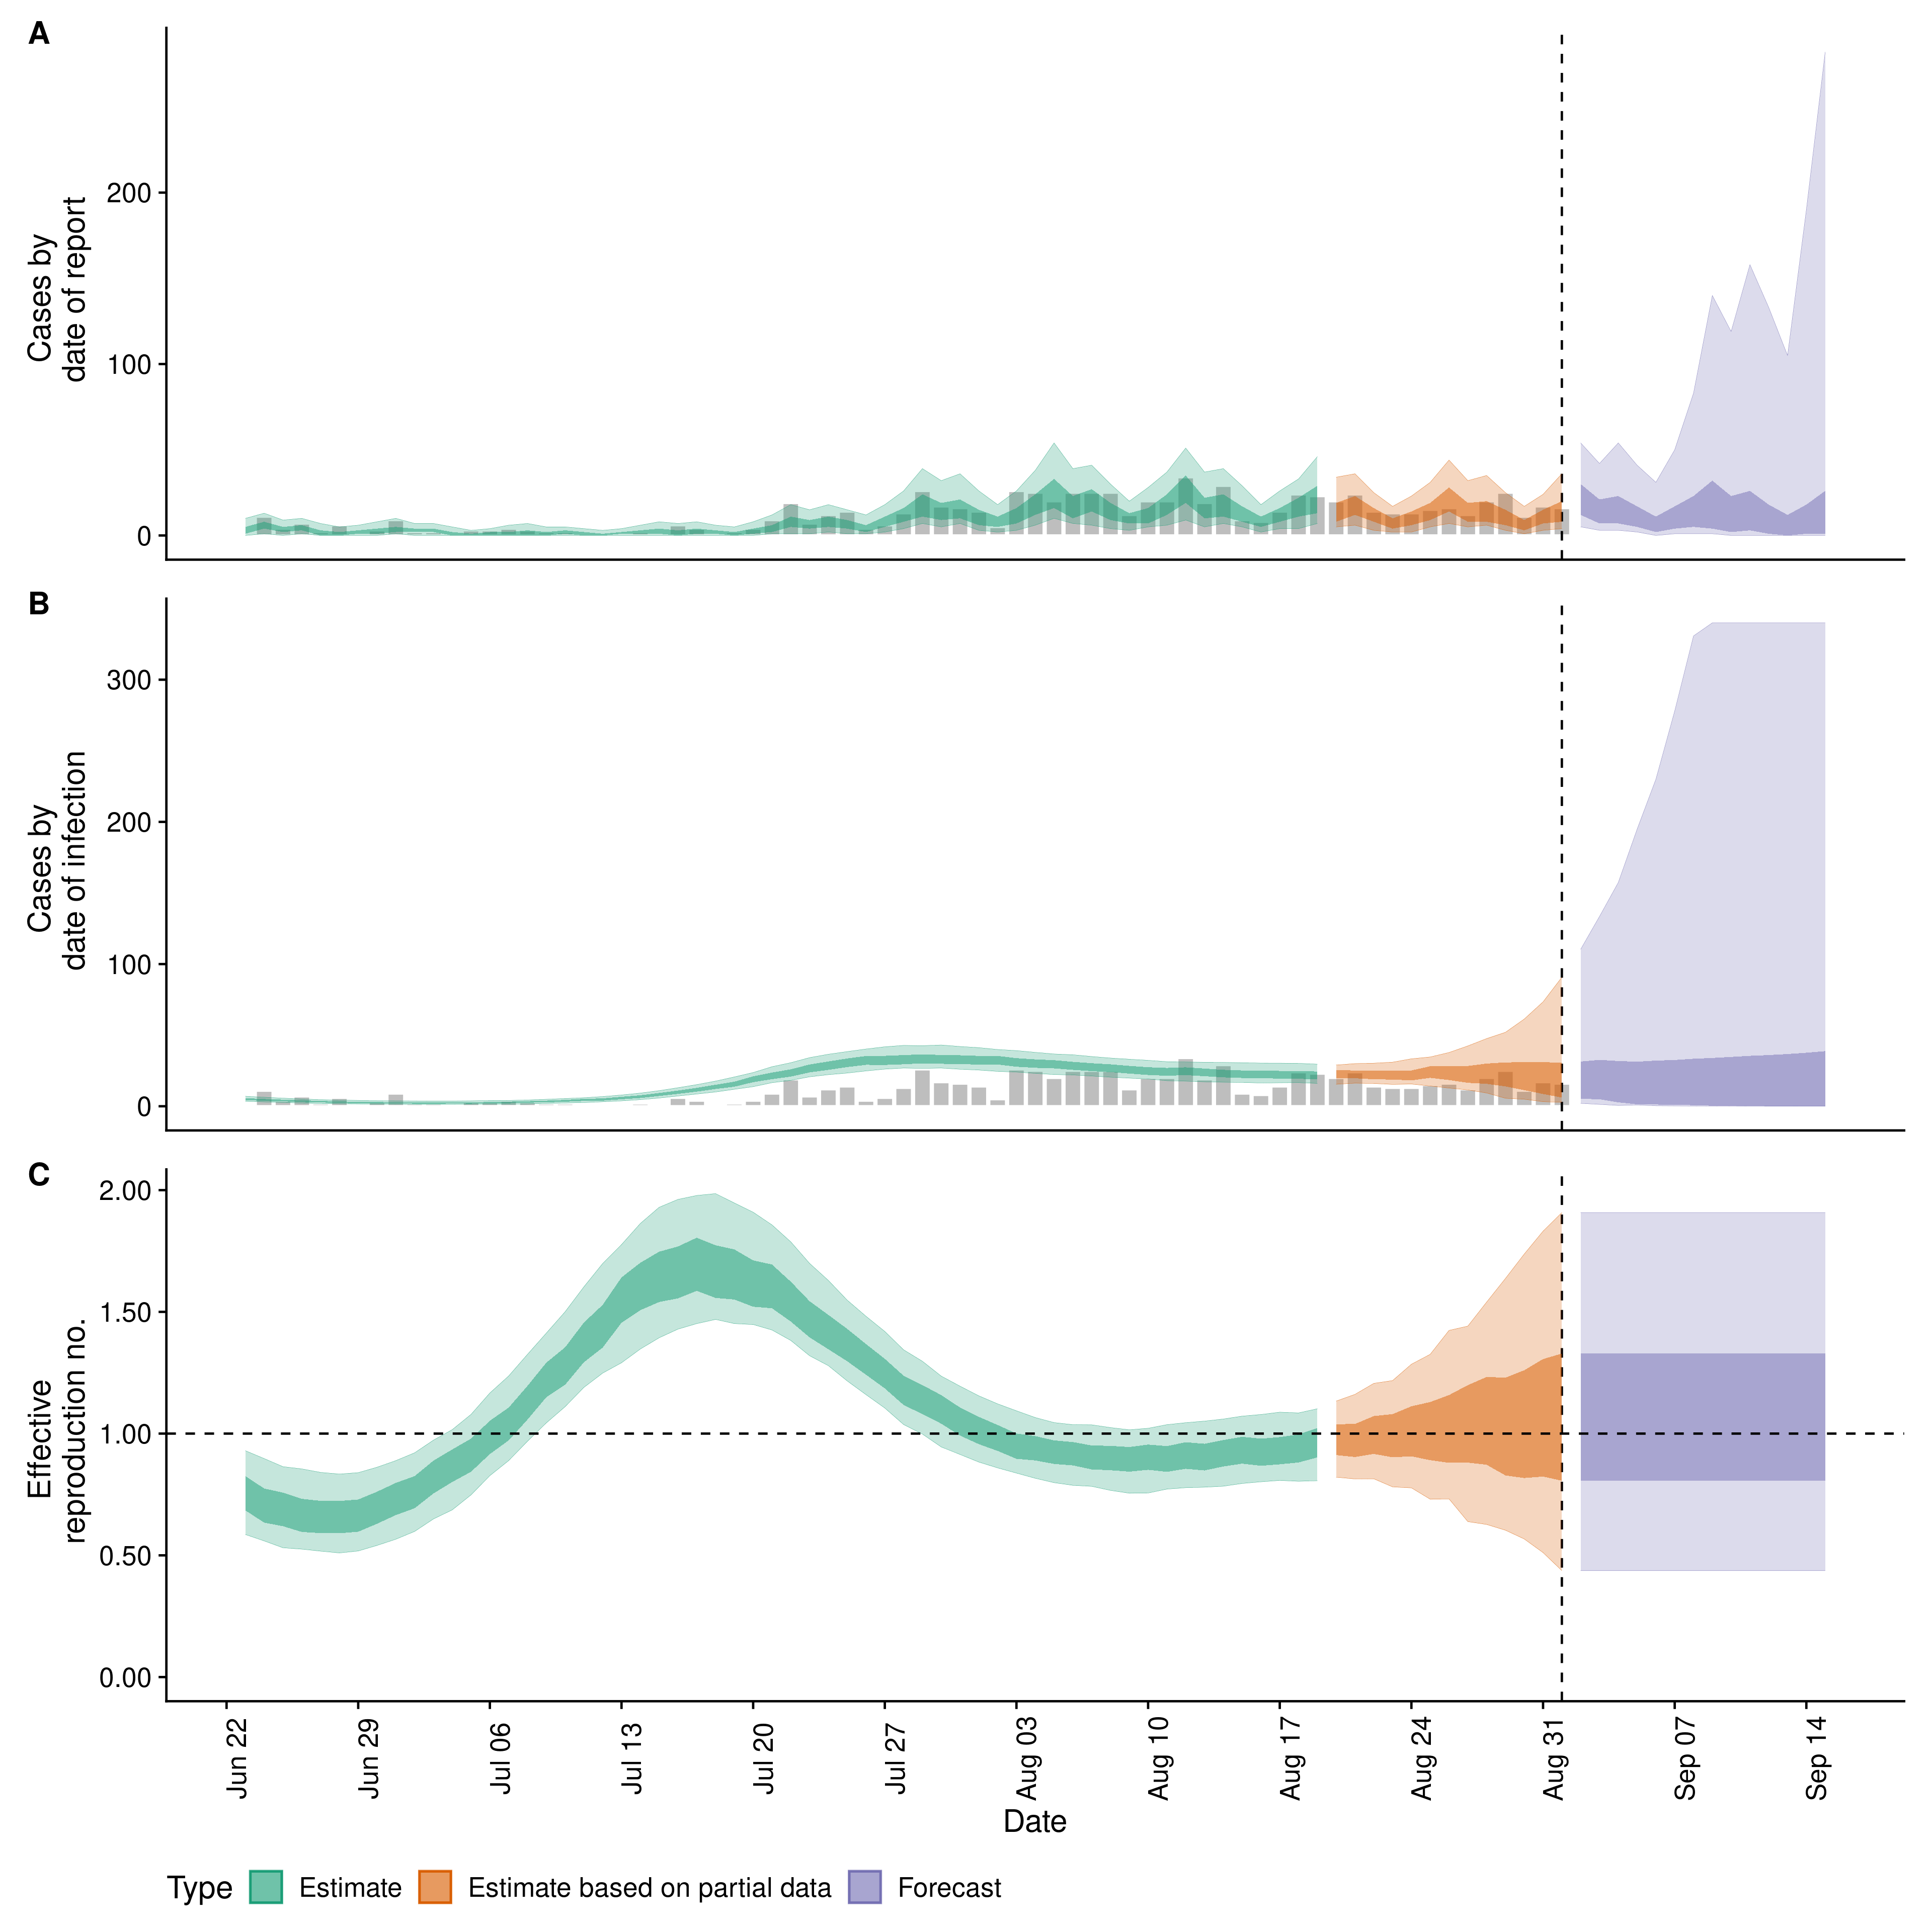 A
Cases by
date of report
200
100
0
B
Cases by
date of infection
300
200
100
0
C
Effective
reproduction no.
2.00
1.50
1.00
0.50
0.00
Jun 22
Jun 29
Jul 06
Jul 13
Jul 20
Jul 27
Aug 03
Aug 10
Aug 17
Aug 24
Aug 31
Sep 07
Sep 14
Date
Type Estimate Estimate based on partial data Forecast